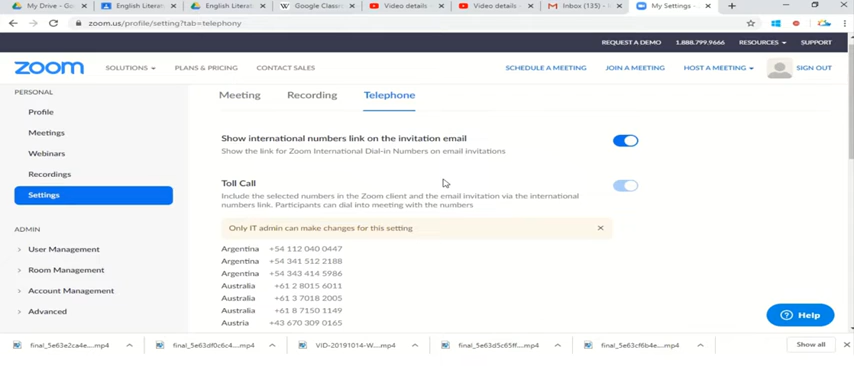 My Drive - G
English Literat
English Literat
Google Classr
Video details
Video details
Inbox (135) - M
My Settings -
zoom.us/profile/setting?tab=telephony
REQUEST A DEMO 1.888.799.9666 RESOURCES SUPPORT
zoom SOLUTIONS PLANS & PRICING CONTACT SALES SCHEDULE A MEETING JOIN A MEETING HOST A MEETING SIGN OUT
PERSONAL
Profile
Meetings
Webinars
Recordings
Settings
ADMIN
User Management
Room Management
Account Management
Advanced
Meeting Recording Telephone
Show international numbers link on the invitation email
Show the link for Zoom International Dial-in Numbers on email invitations
Toll Call
Include the selected numbers in the Zoom client and the email invitation via the international
numbers link. Participants can dial into meeting with the numbers
Only IT admin can make changes for this setting
Argentina +54 112 040 0447
Argentina +54 341 512 2188
Argentina +54 343 414 5986
Australia +61 2 8015 6011
Australia +61 3 7018 2005
Australia +61 8 7150 1149
Austria +43 670 309 0165
Help
final_5e63e2ca4e....mp4
final_5e63df0c6c4....mp4
VID-20191014-W....mp4
final_5e63d5c65ff....mp4
final_5e63cf6b4e....mp4
Show all